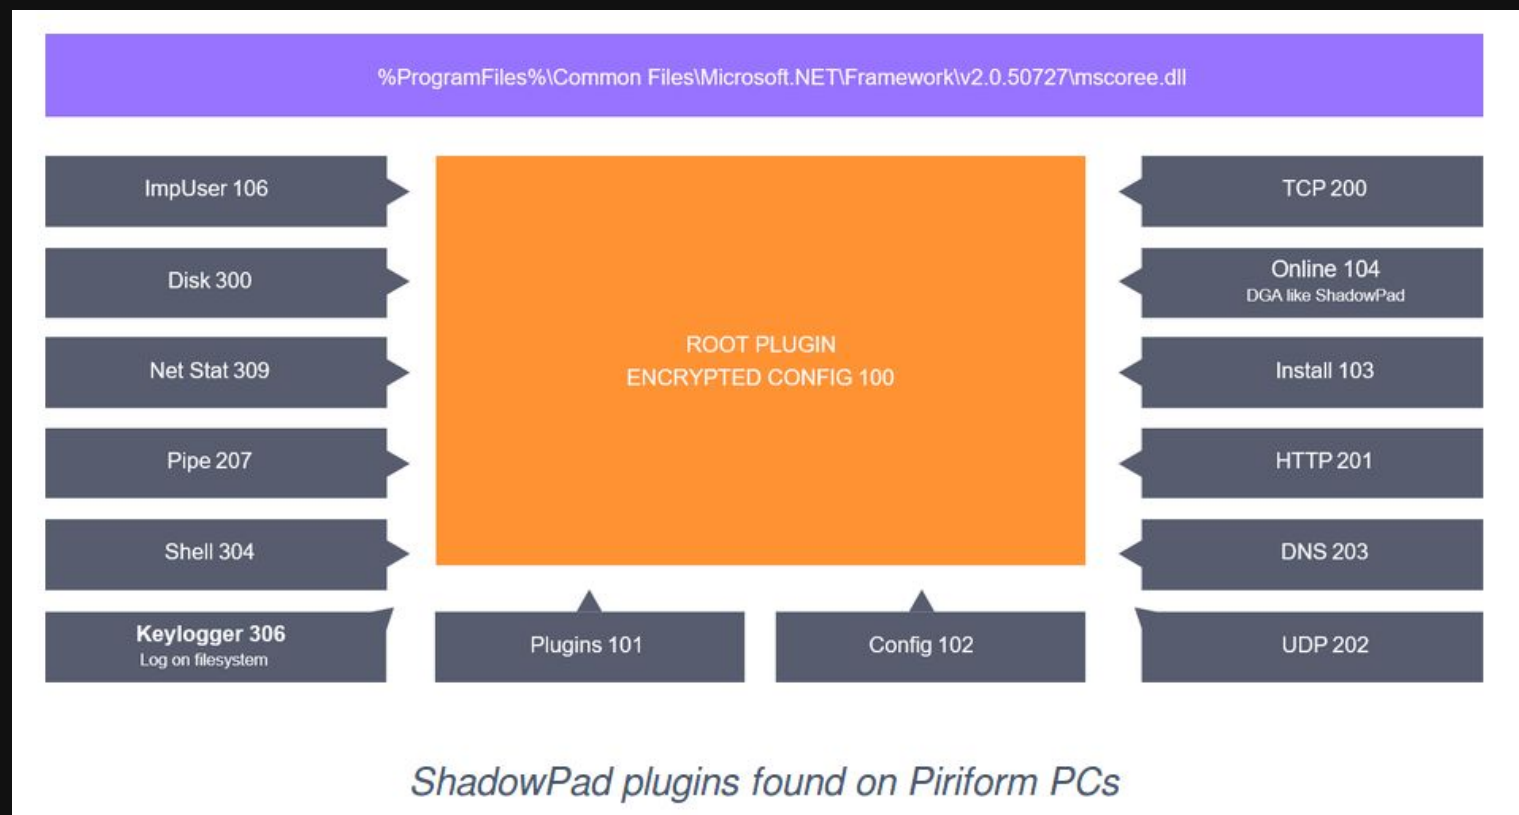 %ProgramFiles%\Common Files\Microsoft.NET\Framework\v2.0.50727\mscoree.dll
ImpUser 106
Disk 300
Net Stat 309
Pipe 207
Shell 304
Keylogger 306
Log on filesystem
ROOT PLUGIN
ENCRYPTED CONFIG 100
Plugins 101
Config 102
TCP 200
Online 104
DGA like ShadowPad
Install 103
HTTP 201
DNS 203
UDP 202
ShadowPad plugins found on Piriform PCs